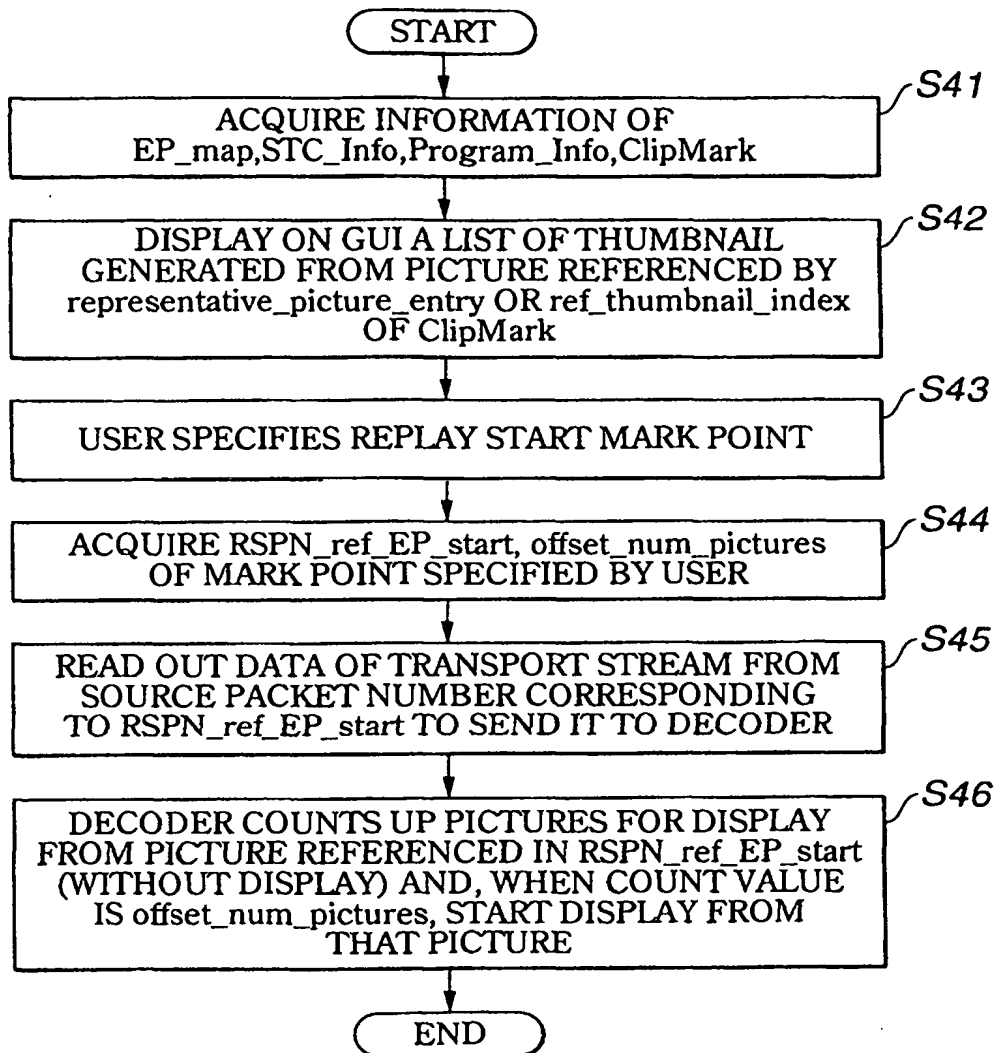 START
S41
ACQUIRE INFORMATION OF
EP_map,STC_Info,Program_Info,ClipMark
S42
DISPLAY ON GUI A LIST OF THUMBNAIL
GENERATED FROM PICTURE REFERENCED BY
representative_picture_entry OR ref_thumbnail_index
OF ClipMark
S43
USER SPECIFIES REPLAY START MARK POINT
S44
ACQUIRE RSPN_ref_EP_start, offset_num_pictures
OF MARK POINT SPECIFIED BY USER
S45
READ OUT DATA OF TRANSPORT STREAM FROM
SOURCE PACKET NUMBER CORRESPONDING
TO RSPN_ref_EP_start TO SEND IT TO DECODER
S46
DECODER COUNTS UP PICTURES FOR DISPLAY
FROM PICTURE REFERENCED IN RSPN_ref_EP_start
(WITHOUT DISPLAY) AND, WHEN COUNT VALUE
IS offset_num_pictures, START DISPLAY FROM
THAT PICTURE
END